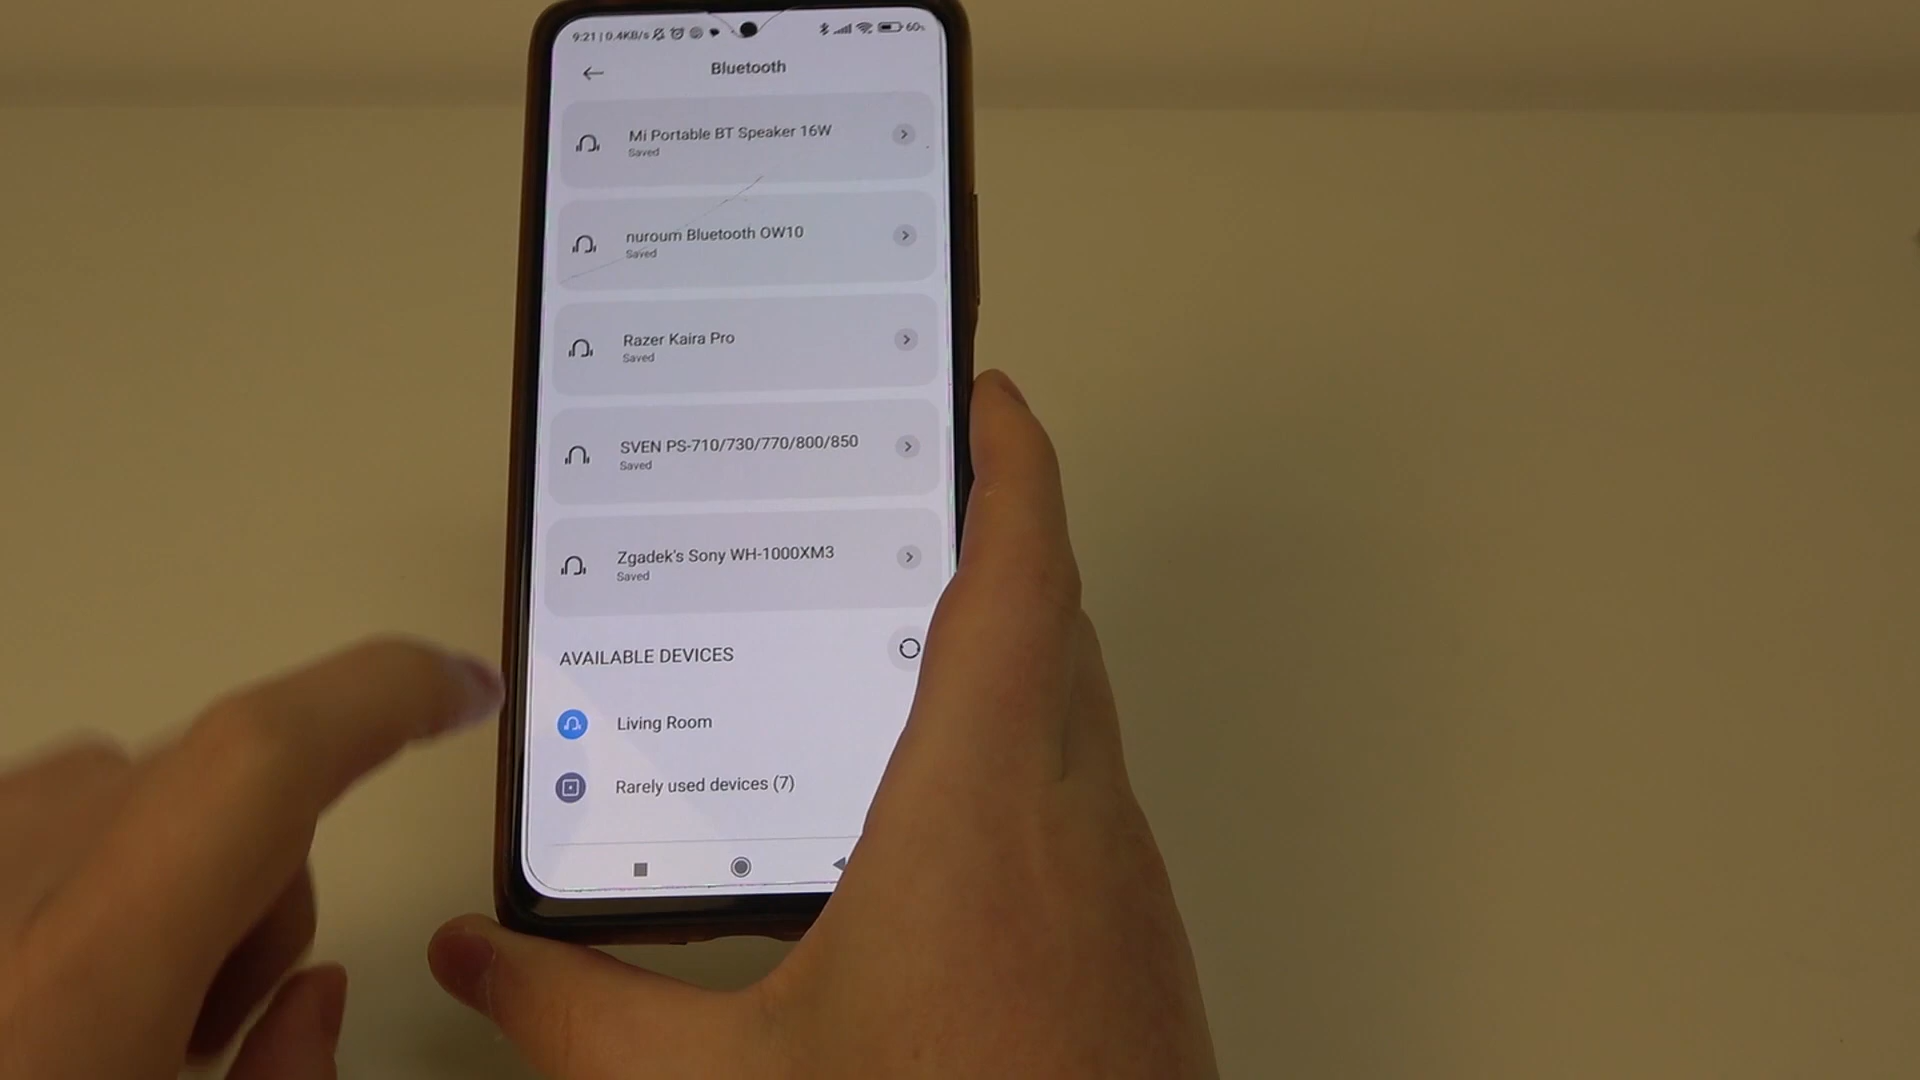 9:21 | 0.4KB/s
60%
Bluetooth
Mi Portable BT Speaker 16W
Saved
nuroum Bluetooth OW10
Saved
Razer Kaira Pro
Saved
SVEN PS-710/730/770/800/850
Saved
Zgadek's Sony WH-1000XM3
Saved
AVAILABLE DEVICES
Living Room
Rarely used devices (7)